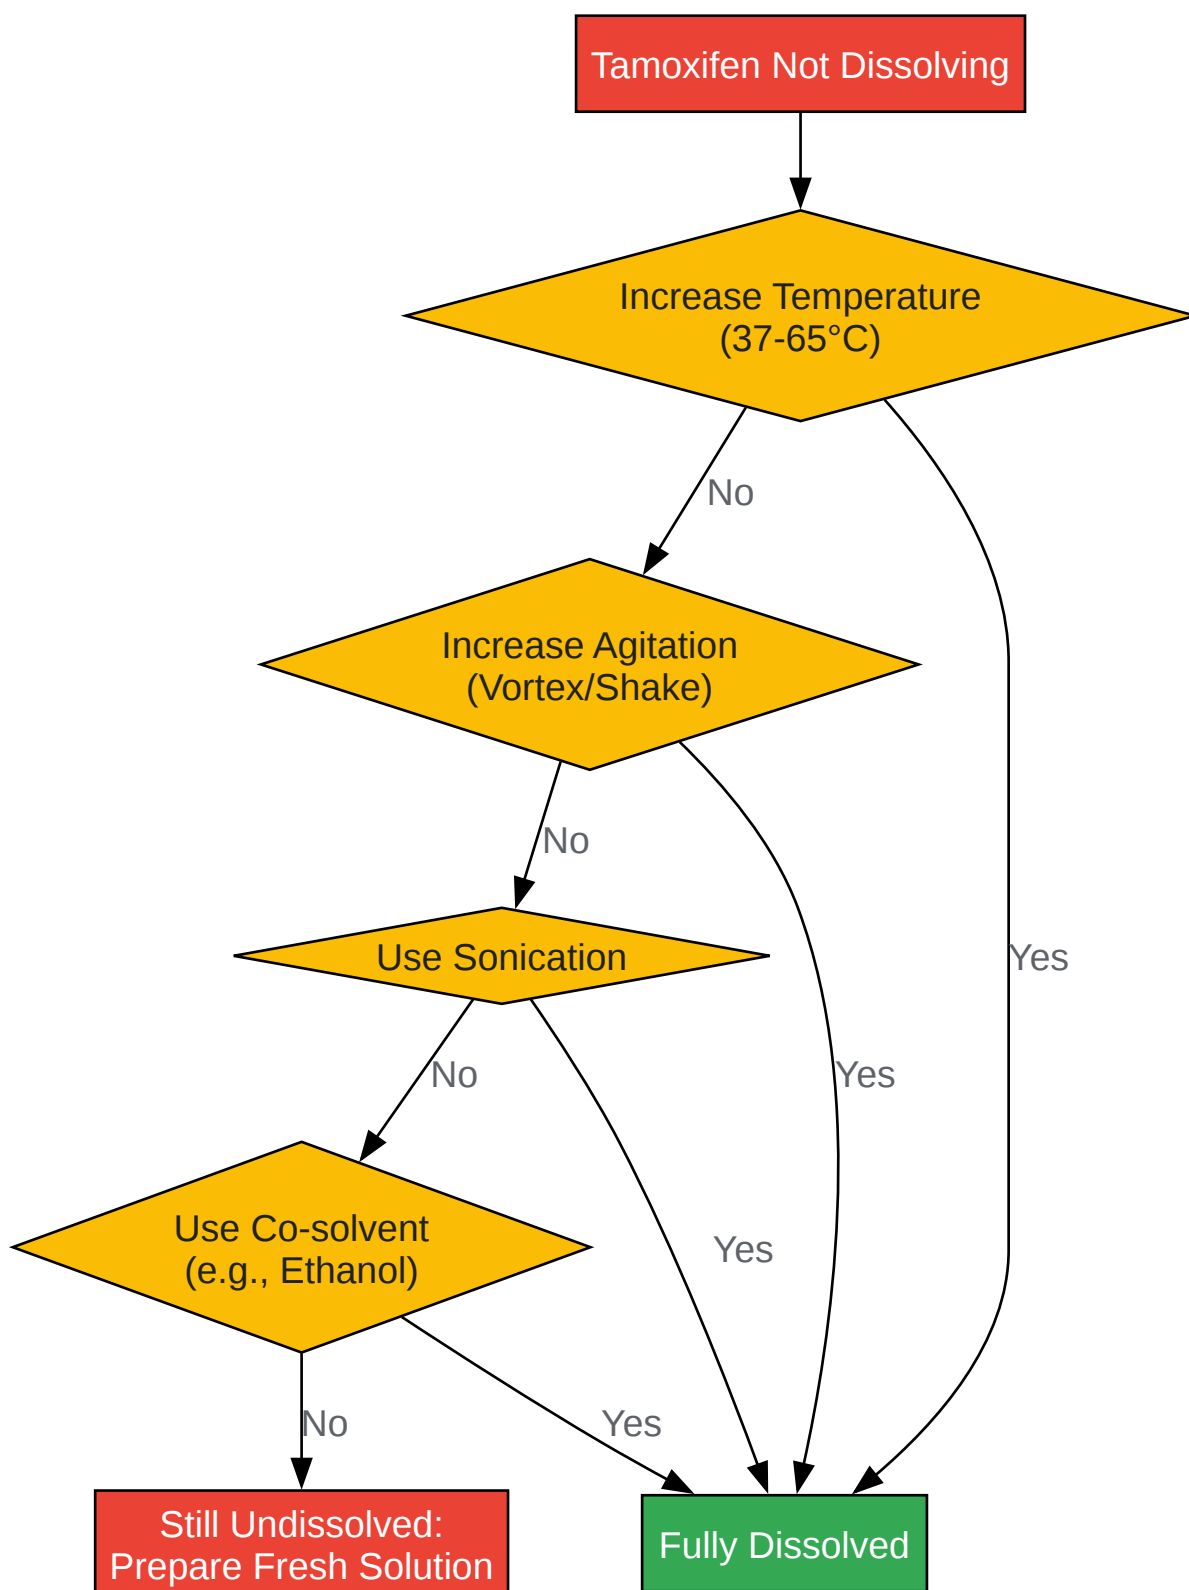 Tamoxifen Not Dissolving
Increase Temperature
(37-65°C)
No
Increase Agitation
(Vortex/Shake)
No
Use Sonication
Yes
No
Yes
Use Co-solvent
(e.g., Ethanol)
Yes
No
Yes
Still Undissolved:
Prepare Fresh Solution
Fully Dissolved